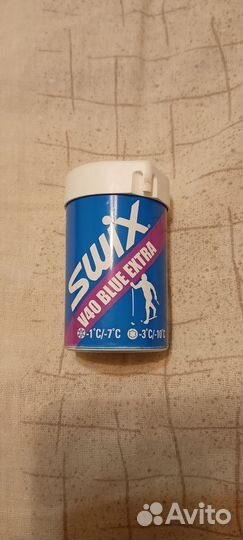 SWIX
V40 BLUE EXTRA
-1°C/-7°C -3°C/-10°C
Avito